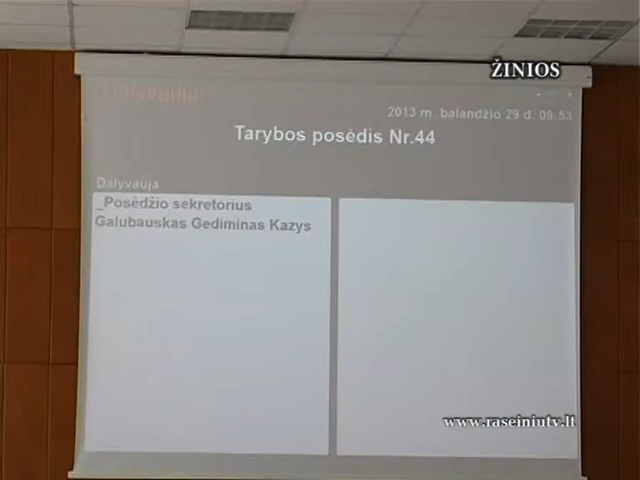 ŽINIOS
Dalyvauja:
2013 m. balandžio 29 d. 09:53
Tarybos posėdis Nr.44
Dalyvauja
_Posėdžio sekretorius
Galubauskas Gediminas Kazys
www.raseiniutv.lt